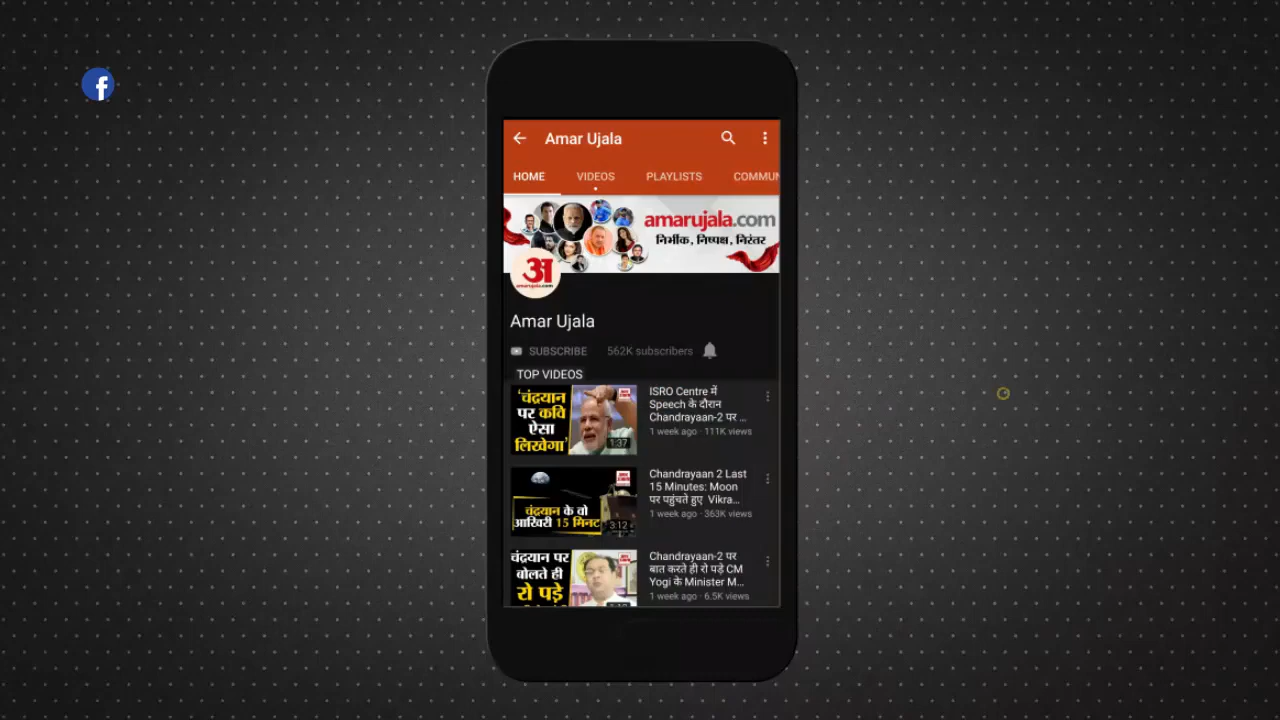 f
Amar Ujala
HOME VIDEOS PLAYLISTS COMMUN
amarujala.com
निर्भीक, निष्पक्ष, निरंतर
अ
amarujala.com
Amar Ujala
SUBSCRIBE 562K subscribers
TOP VIDEOS
'चंद्रयान
पर कवि
ऐसा
लिखेगा'
1:37
ISRO Centre में
Speech के दौरान
Chandrayaan-2 पर ...
1 week ago · 111K views
चंद्रयान के वो
आखिरी 15 मिनट
3:12
Chandrayaan 2 Last
15 Minutes: Moon
पर पहुंचते हुए Vikra...
1 week ago · 363K views
चंद्रयान पर
बोलते ही
रो पड़े
Chandrayaan-2 पर
बात करते ही रो पड़े CM
Yogi के Minister M...
1 week ago · 6.5K views